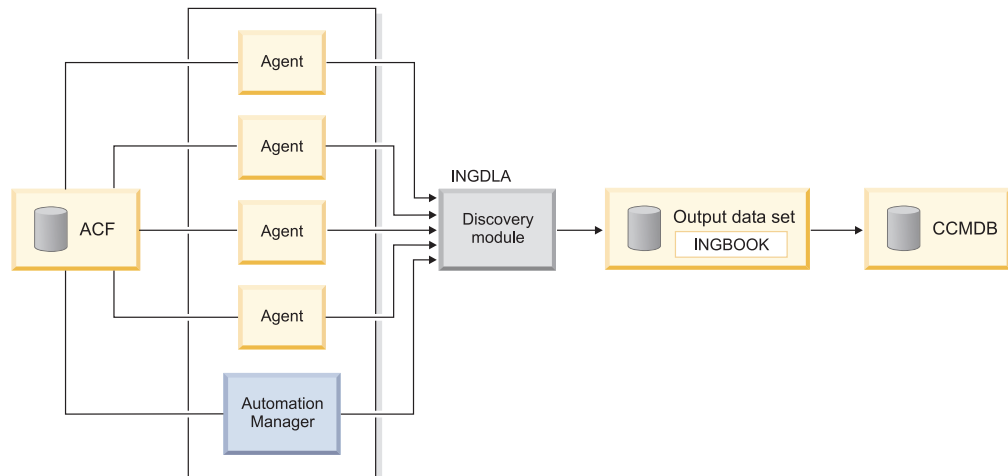 Agent
Agent
INGDLA
ACF
Agent
Discovery
module
Output data set
INGBOOK
CCMDB
Agent
Automation
Manager